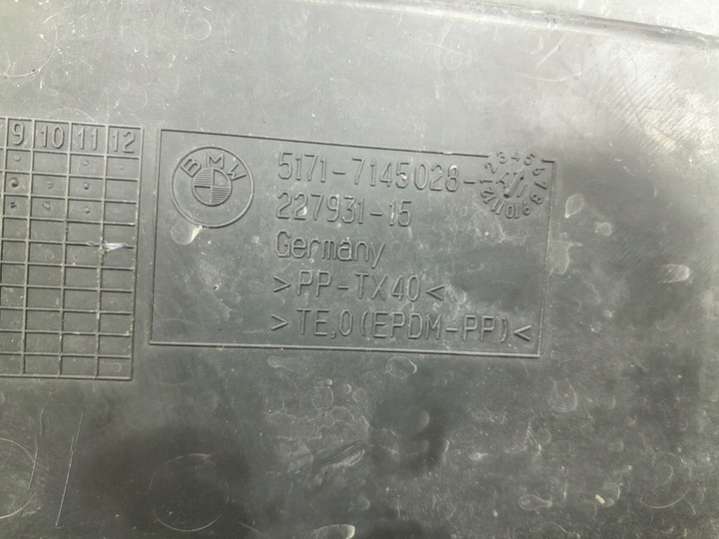 9 10 11 12
BMW
5171-7145028-
227931-15
Germany
>PP-TX40<
>TE,0(EPDM-PP)<